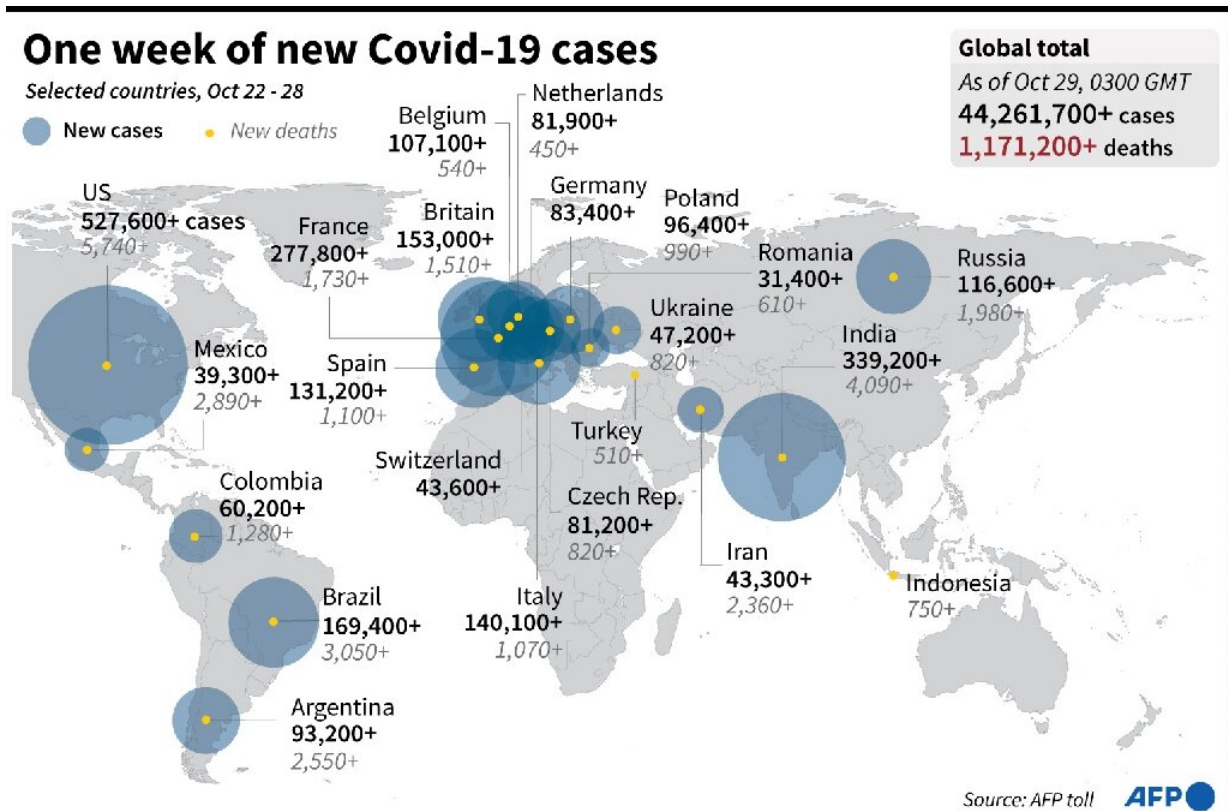 One week of new Covid-19 cases
Selected countries, Oct 22 - 28
New cases
New deaths
Global total
As of Oct 29, 0300 GMT
44,261,700+ cases
1,171,200+ deaths
US
527,600+ cases
5,740+
Mexico
39,300+
2,890+
Colombia
60,200+
1,280+
Brazil
169,400+
3,050+
Argentina
93,200+
2,550+
France
277,800+
1,730+
Belgium
107,100+
540+
Britain
153,000+
1,510+
Spain
131,200+
1,100+
Switzerland
43,600+
Italy
140,100+
1,070+
Netherlands
81,900+
450+
Germany
83,400+
Poland
96,400+
990+
Romania
31,400+
610+
Ukraine
47,200+
820+
Turkey
510+
Czech Rep.
81,200+
820+
Iran
43,300+
2,360+
India
339,200+
4,090+
Russia
116,600+
1,980+
Indonesia
750+
Source: AFP toll
AFP